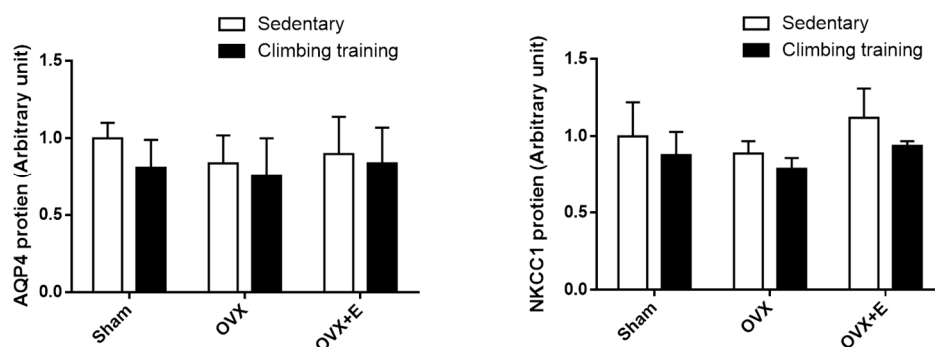 Sedentary
Climbing training
AQP4 protien (Arbitrary unit)
1.5
1.0
0.5
0.0
Sham
OVX
OVX+E
Sedentary
Climbing training
NKCC1 protien (Arbitrary unit)
1.5
1.0
0.5
0.0
Sham
OVX
OVX+E